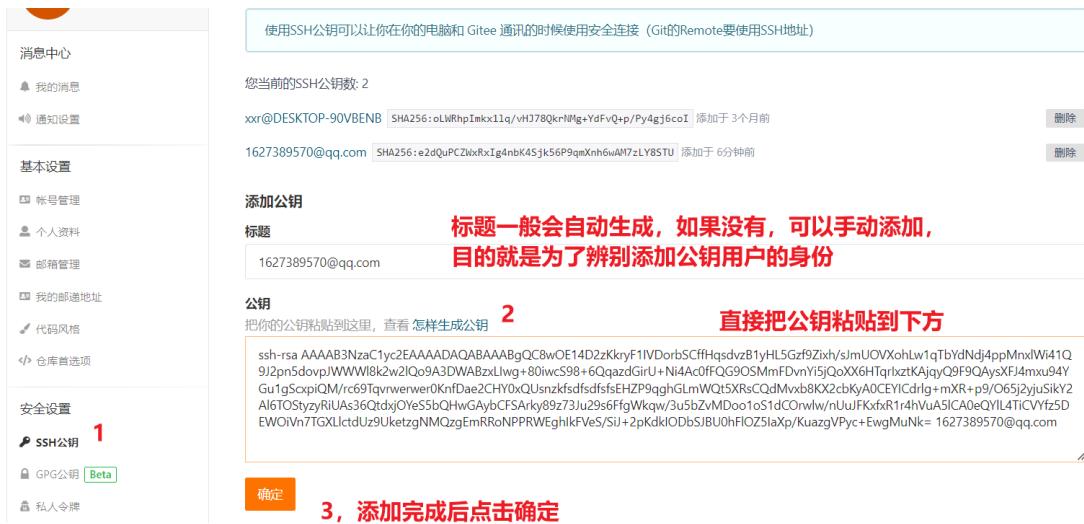 使用SSH公钥可以让你在你的电脑和 Gitee 通讯的时候使用安全连接（Git的Remote要使用SSH地址）
消息中心
我的消息
通知设置
基本设置
帐号管理
个人资料
邮箱管理
我的邮递地址
代码风格
仓库首选项
安全设置
SSH公钥
1
GPG公钥 Beta
私人令牌
您当前的SSH公钥数: 2
xxr@DESKTOP-90VBENB SHA256:oLWRhpImkx1lq/vHJ78QkrNMg+YdFvQ+p/Py4gj6coI 添加于 3个月前 删除
1627389570@qq.com SHA256:e2dQuPCZWxRxIg4nbK4Sjk56P9qmXnh6wAM7zLY8STU 添加于 6分钟前 删除
添加公钥
标题
标题一般会自动生成，如果没有，可以手动添加，
目的就是为了辨别添加公钥用户的身份
1627389570@qq.com
公钥
把你的公钥粘贴到这里，查看 怎样生成公钥
2
直接把公钥粘贴到下方
ssh-rsa AAAAB3NzaC1yc2EAAAADAQABAAABgQC8wOE14D2zKkryF1lVDorbSCffHqsdvzB1yHL5Gzf9Zixh/sJmUOVXohLw1qTbYdNdj4ppMnxlWi41Q
9J2pn5dovpJWWWl8k2w2lQo9A3DWABzxLIwg+80iwcS98+6QqazdGirU+Ni4Ac0fFQG9OSMmFDvnYi5jQoXX6HTqrIxztKAjqyQ9F9QAysXFJ4mxu94Y
Gu1gScxpiQM/rc69Tqvrwerwer0KnfDae2CHY0xQUsnzkfsdfsdfsfsEHZP9qghGLmWQt5XRsCQdMvxb8KX2cbKyA0CEYICdrlg+mXR+p9/O65j2yjuSikY2
Al6TOStyzyRiUAs36QtdxjOYeS5bQHwGAybCFSArky89z73Ju29s6FfgWkqw/3u5bZvMDoo1oS1dCOrwlw/nUuJFKxfxR1r4hVuA5lCA0eQYlL4TiCVYfz5D
EWOiVn7TGXLlctdUz9UketzgNMQzgEmRRoNPPRWEghIkFVeS/SiJ+2pKdkIODbSJBU0hFlOZ5IaXp/KuazgVPyc+EwgMuNk= 1627389570@qq.com
确定
3，添加完成后点击确定